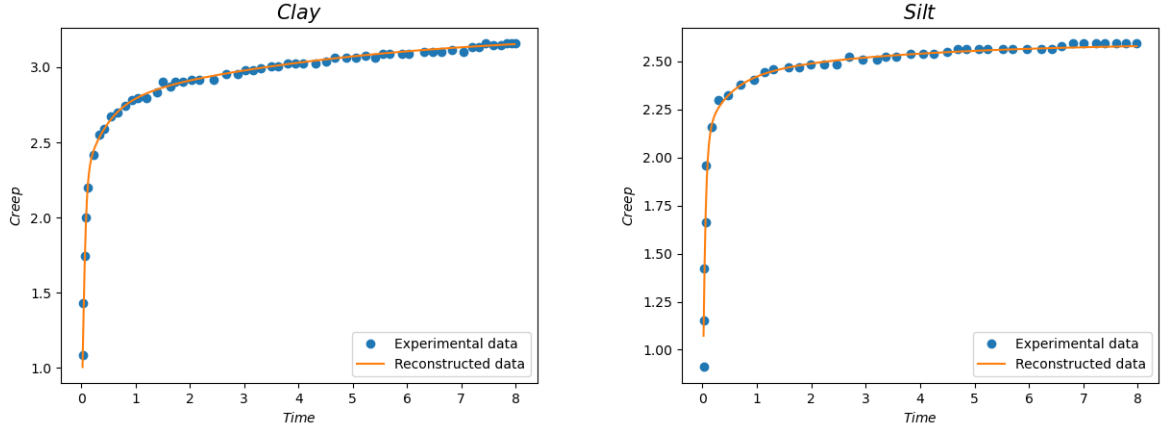 Clay
3.0
2.5
2.0
1.5
1.0
Creep
0 1 2 3 4 5 6 7 8
Time
Experimental data
Reconstructed data
Silt
2.50
2.25
2.00
1.75
1.50
1.25
1.00
Creep
0 1 2 3 4 5 6 7 8
Time
Experimental data
Reconstructed data